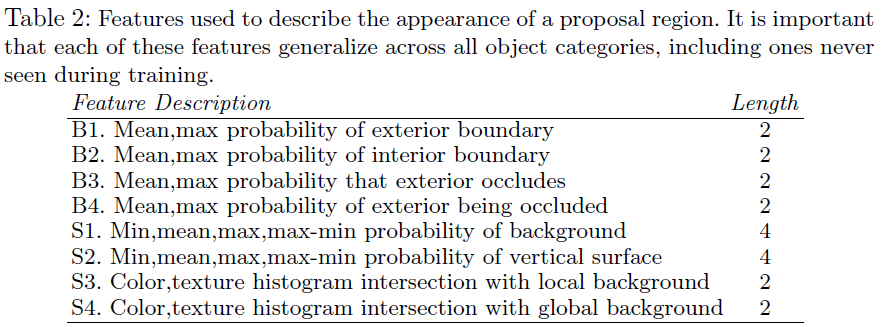 Table 2: Features used to describe the appearance of a proposal region. It is important
that each of these features generalize across all object categories, including ones never
seen during training.
Feature Description Length
B1. Mean,max probability of exterior boundary 2
B2. Mean,max probability of interior boundary 2
B3. Mean,max probability that exterior occludes 2
B4. Mean,max probability of exterior being occluded 2
S1. Min,mean,max,max-min probability of background 4
S2. Min,mean,max,max-min probability of vertical surface 4
S3. Color,texture histogram intersection with local background 2
S4. Color,texture histogram intersection with global background 2